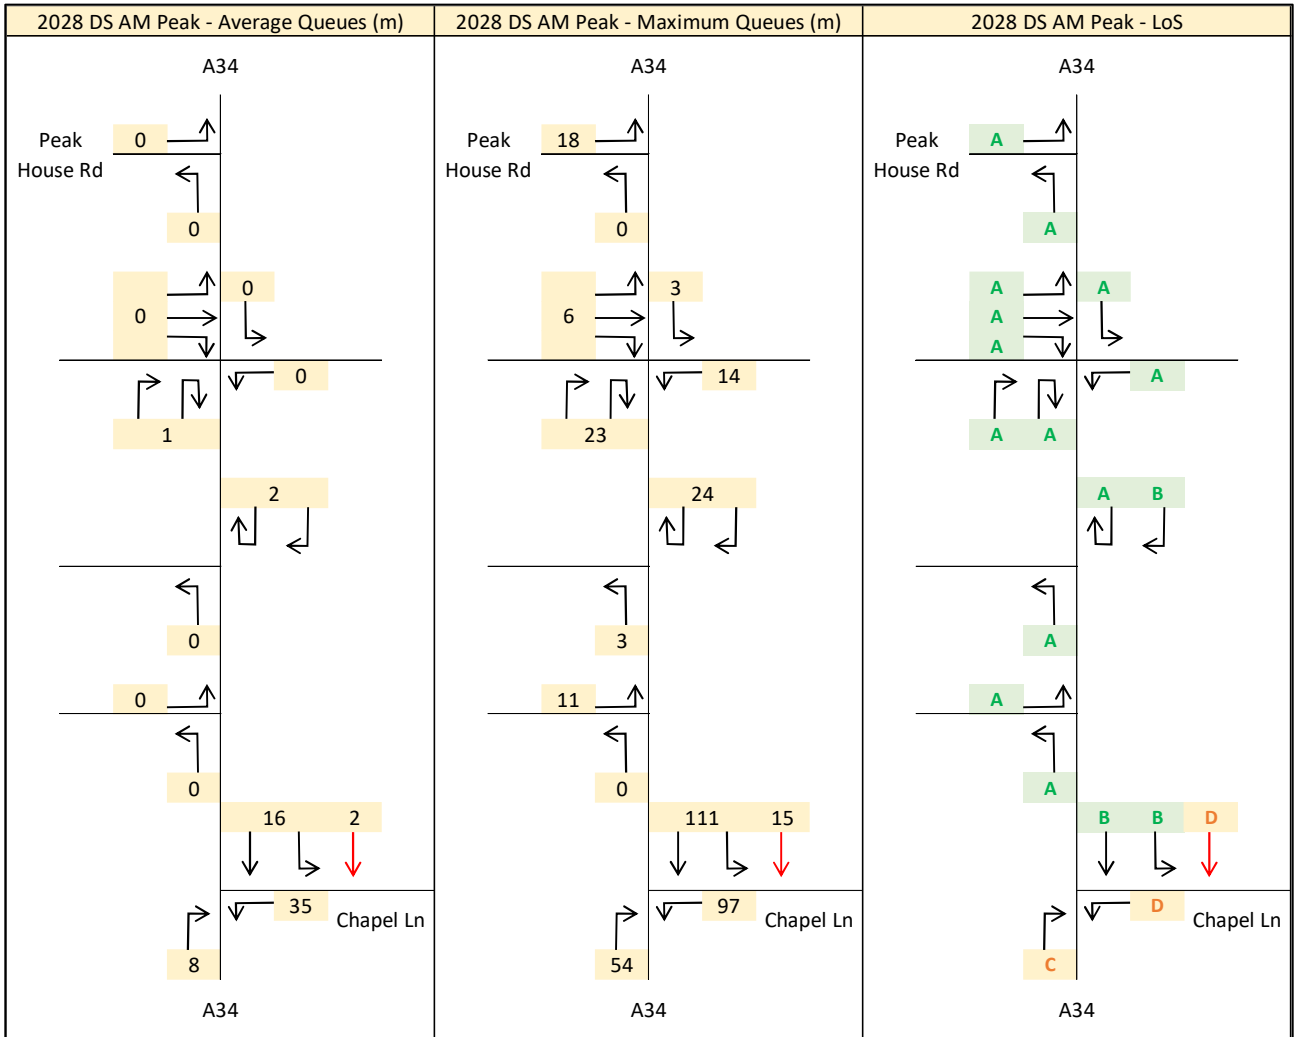 2028 DS AM Peak - Average Queues (m)
A34
Peak
House Rd
0
0
0
0
0
1
2
0
0
0
16 2
35
Chapel Ln
8
A34
2028 DS AM Peak - Maximum Queues (m)
A34
Peak
House Rd
18
0
3
6
14
23
24
3
11
0
111 15
97
Chapel Ln
54
A34
2028 DS AM Peak - LoS
A34
Peak
House Rd
A
A
A A
A
A
A
A A
A B
A
A
A
B B D
D
Chapel Ln
C
A34